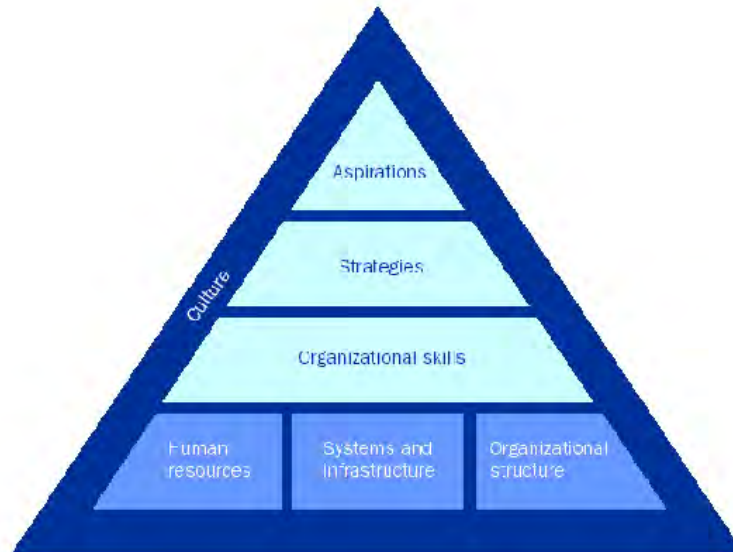 Aspirations
Strategies
Culture
Organizational skills
Human
resources
Systems and
infrastructure
Organizational
structure